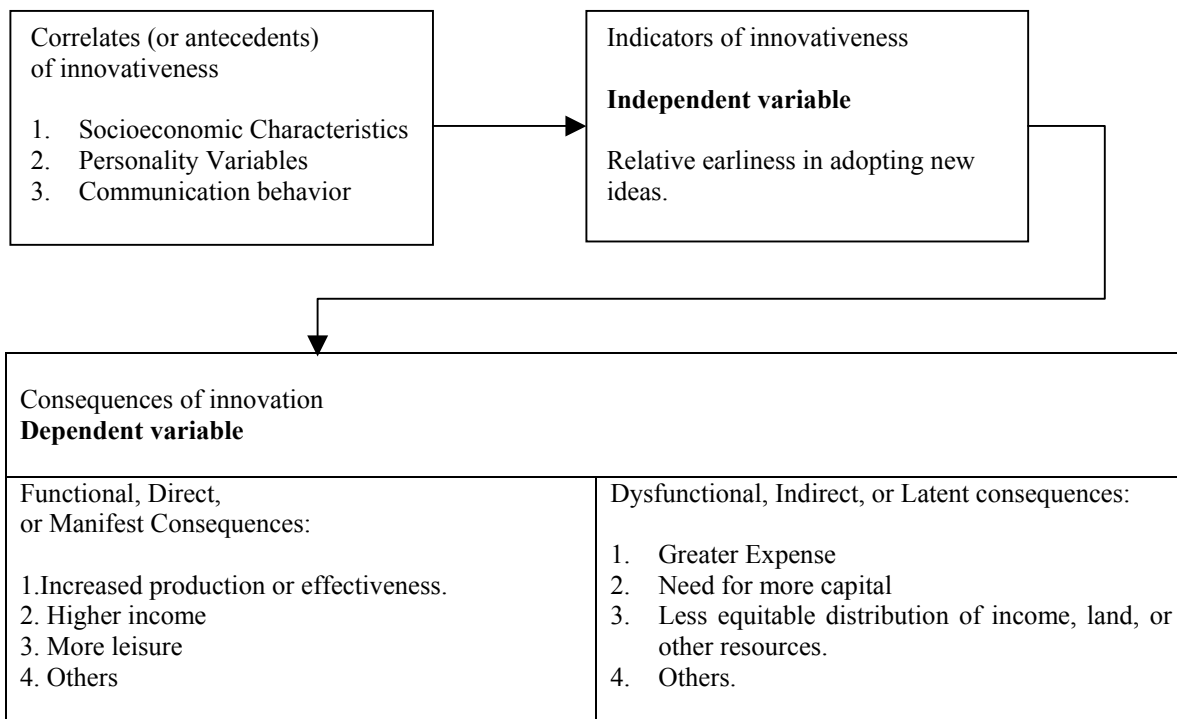 Correlates (or antecedents)
of innovativeness
1. Socioeconomic Characteristics
2. Personality Variables
3. Communication behavior
Indicators of innovativeness
Independent variable
Relative earliness in adopting new
ideas.
Consequences of innovation
Dependent variable
Functional, Direct,
or Manifest Consequences:
1.Increased production or effectiveness.
2. Higher income
3. More leisure
4. Others
Dysfunctional, Indirect, or Latent consequences:
1. Greater Expense
2. Need for more capital
3. Less equitable distribution of income, land, or
other resources.
4. Others.